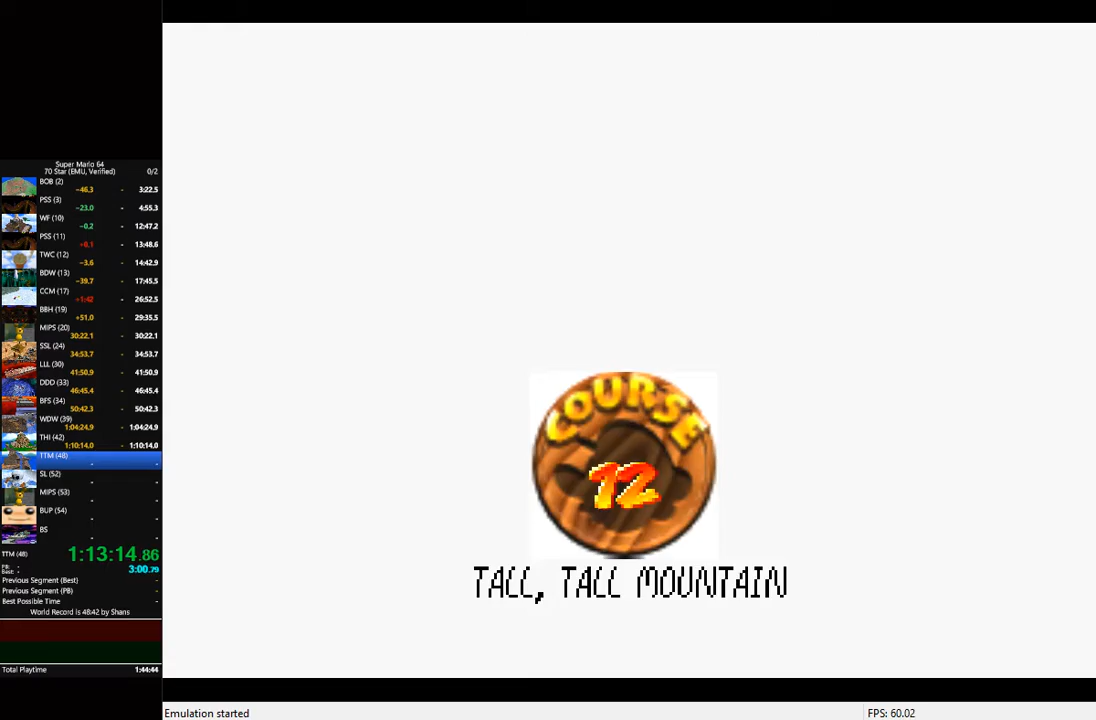 Super Mario 64
70 Star (EMU, Verified) 0/2
BOB (2) -46.3 - 3:22.5
PSS (3) -23.0 - 4:55.3
WF (10) -0.2 - 12:47.2
PSS (11) +0.1 - 13:48.6
TWC (12) -3.6 - 14:42.9
BDW (13) -39.7 - 17:45.5
CCM (17) +1:42 - 26:52.5
BBH (19) +51.0 - 29:35.5
MIPS (20) 30:22.1 - 30:22.1
SSL (24) 34:53.7 - 34:53.7
LLL (30) 41:50.9 - 41:50.9
DDD (33) 46:45.4 - 46:45.4
BFS (34) 50:42.3 - 50:42.3
WDW (39) 1:04:24.9 - 1:04:24.9
THI (42) 1:10:14.0 - 1:10:14.0
TTM (48) - -
SL (52) - -
MIPS (53) - -
BUP (54) - -
BS - -
TTM (48) 1:13:14.86
PB: -
Best: - 3:00.79
Previous Segment (Best) -
Previous Segment (PB) -
Best Possible Time -
World Record is 48:42 by Shans
Total Playtime 1:44:44
COURSE
12
TALL, TALL MOUNTAIN
Emulation started
FPS: 60.02